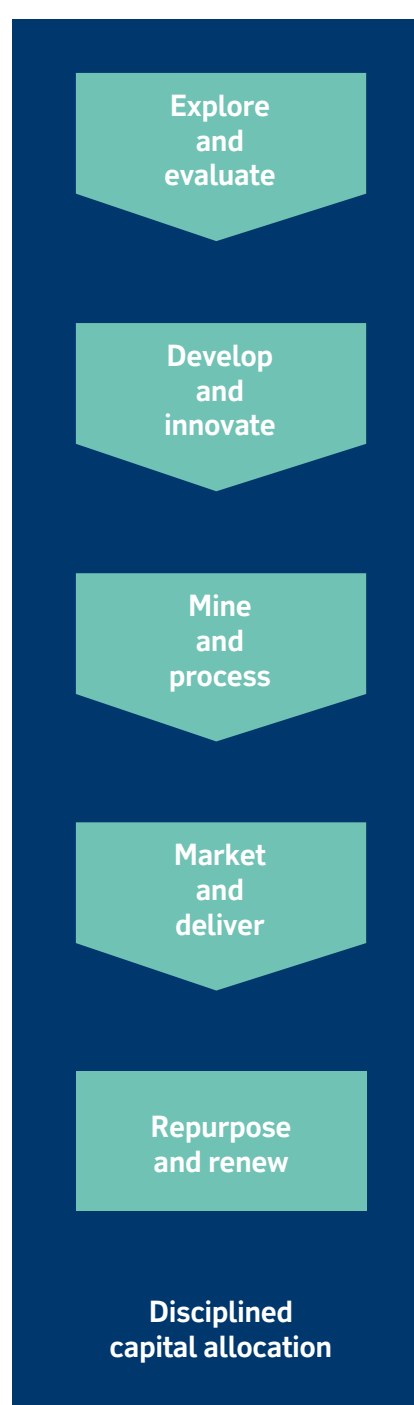 Explore
and
evaluate
Develop
and
innovate
Mine
and
process
Market
and
deliver
Repurpose
and renew
Disciplined
capital allocation